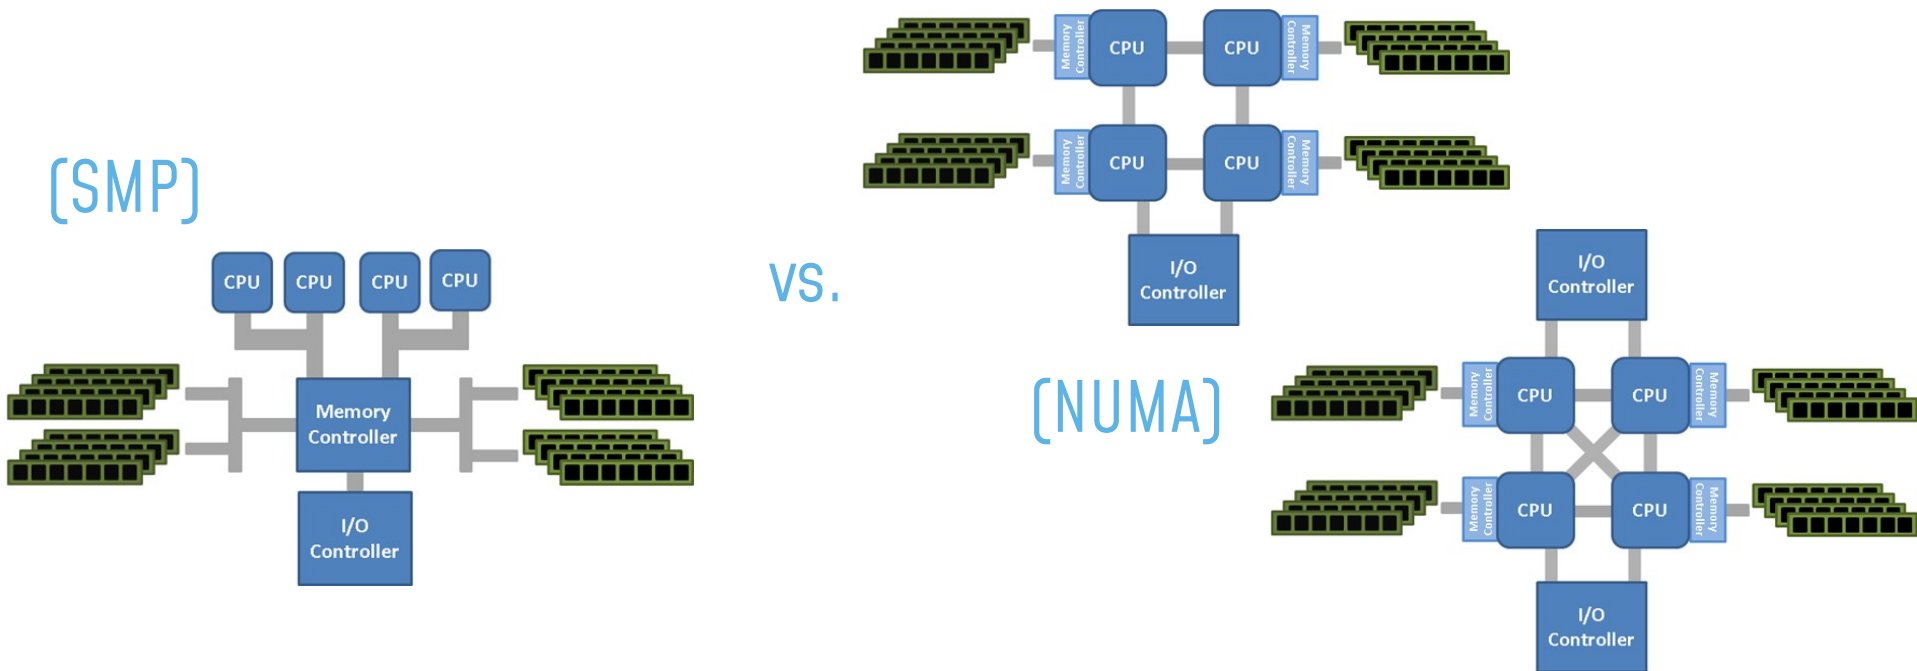 (SMP)
CPU
CPU
CPU
CPU
Memory
Controller
I/O
Controller
vs.
(NUMA)
Memory
Controller
CPU
CPU
Memory
Controller
Memory
Controller
CPU
CPU
Memory
Controller
I/O
Controller
I/O
Controller
Memory
Controller
CPU
CPU
Memory
Controller
Memory
Controller
CPU
CPU
Memory
Controller
I/O
Controller